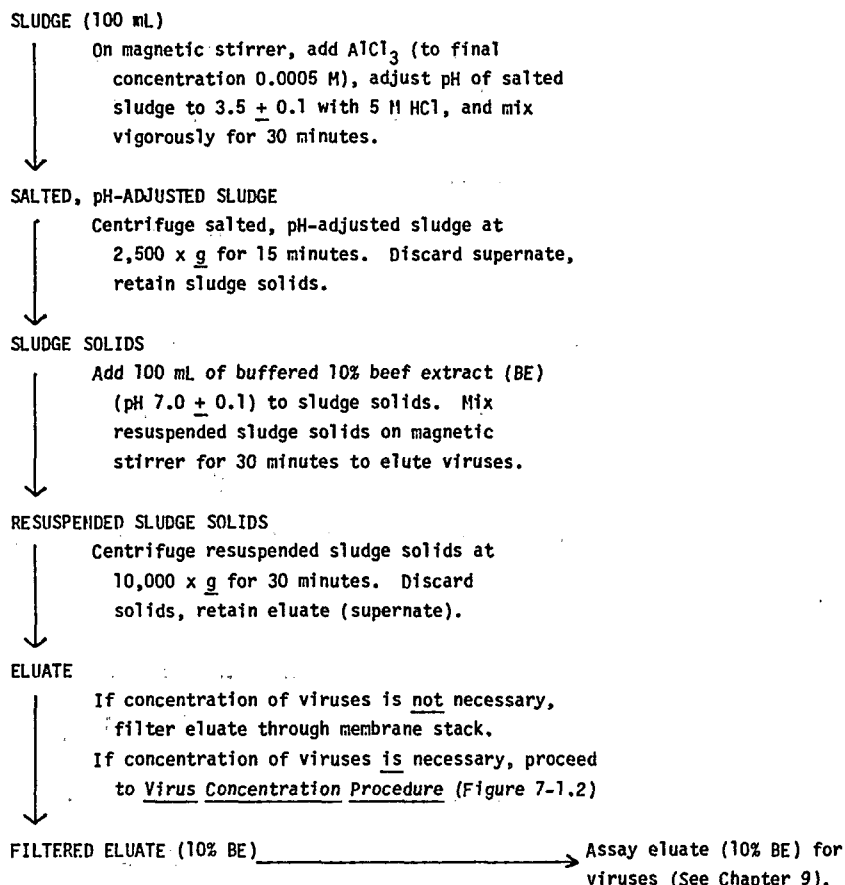 SLUDGE (100 mL)
On magnetic stirrer, add AlCl3 (to final
concentration 0.0005 M), adjust pH of salted
sludge to 3.5 ± 0.1 with 5 M HCl, and mix
vigorously for 30 minutes.
SALTED, pH-ADJUSTED SLUDGE
Centrifuge salted, pH-adjusted sludge at
2,500 x g for 15 minutes. Discard supernate,
retain sludge solids.
SLUDGE SOLIDS
Add 100 mL of buffered 10% beef extract (BE)
(pH 7.0 ± 0.1) to sludge solids. Mix
resuspended sludge solids on magnetic
stirrer for 30 minutes to elute viruses.
RESUSPENDED SLUDGE SOLIDS
Centrifuge resuspended sludge solids at
10,000 x g for 30 minutes. Discard
solids, retain eluate (supernate).
ELUATE
If concentration of viruses is not necessary,
filter eluate through membrane stack.
If concentration of viruses is necessary, proceed
to Virus Concentration Procedure (Figure 7-1.2)
FILTERED ELUATE (10% BE) Assay eluate (10% BE) for
viruses (See Chapter 9).